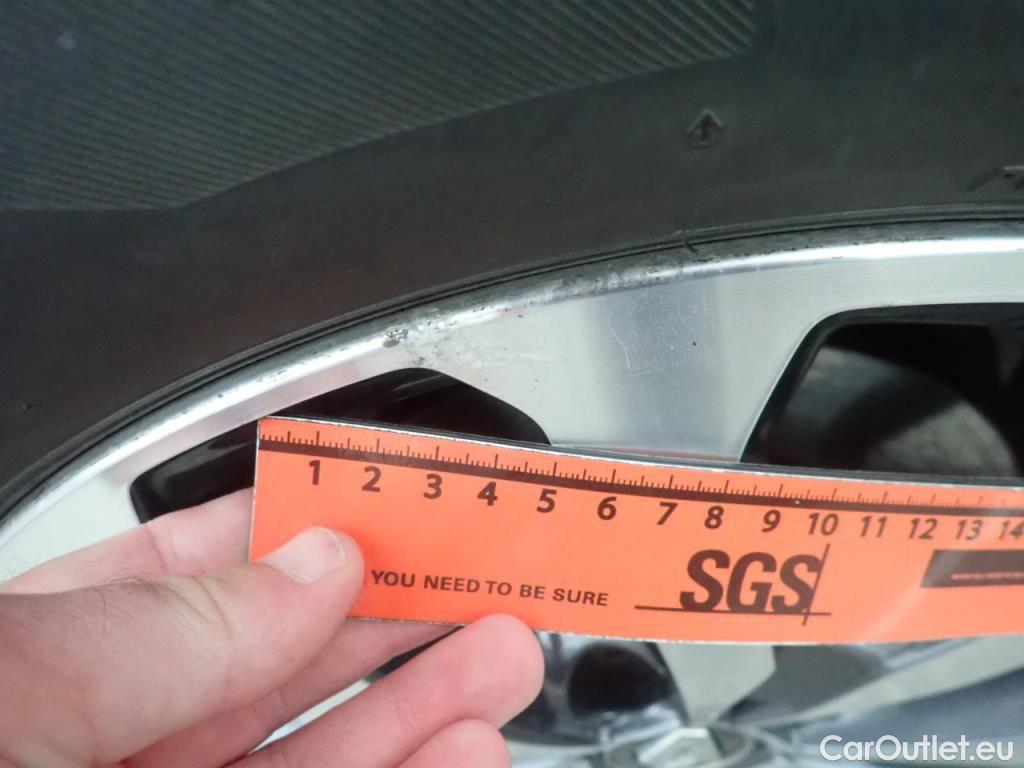 1 2 3 4 5 6 7 8 9 10 11 12 13 14
YOU NEED TO BE SURE
SGS
CarOutlet.eu